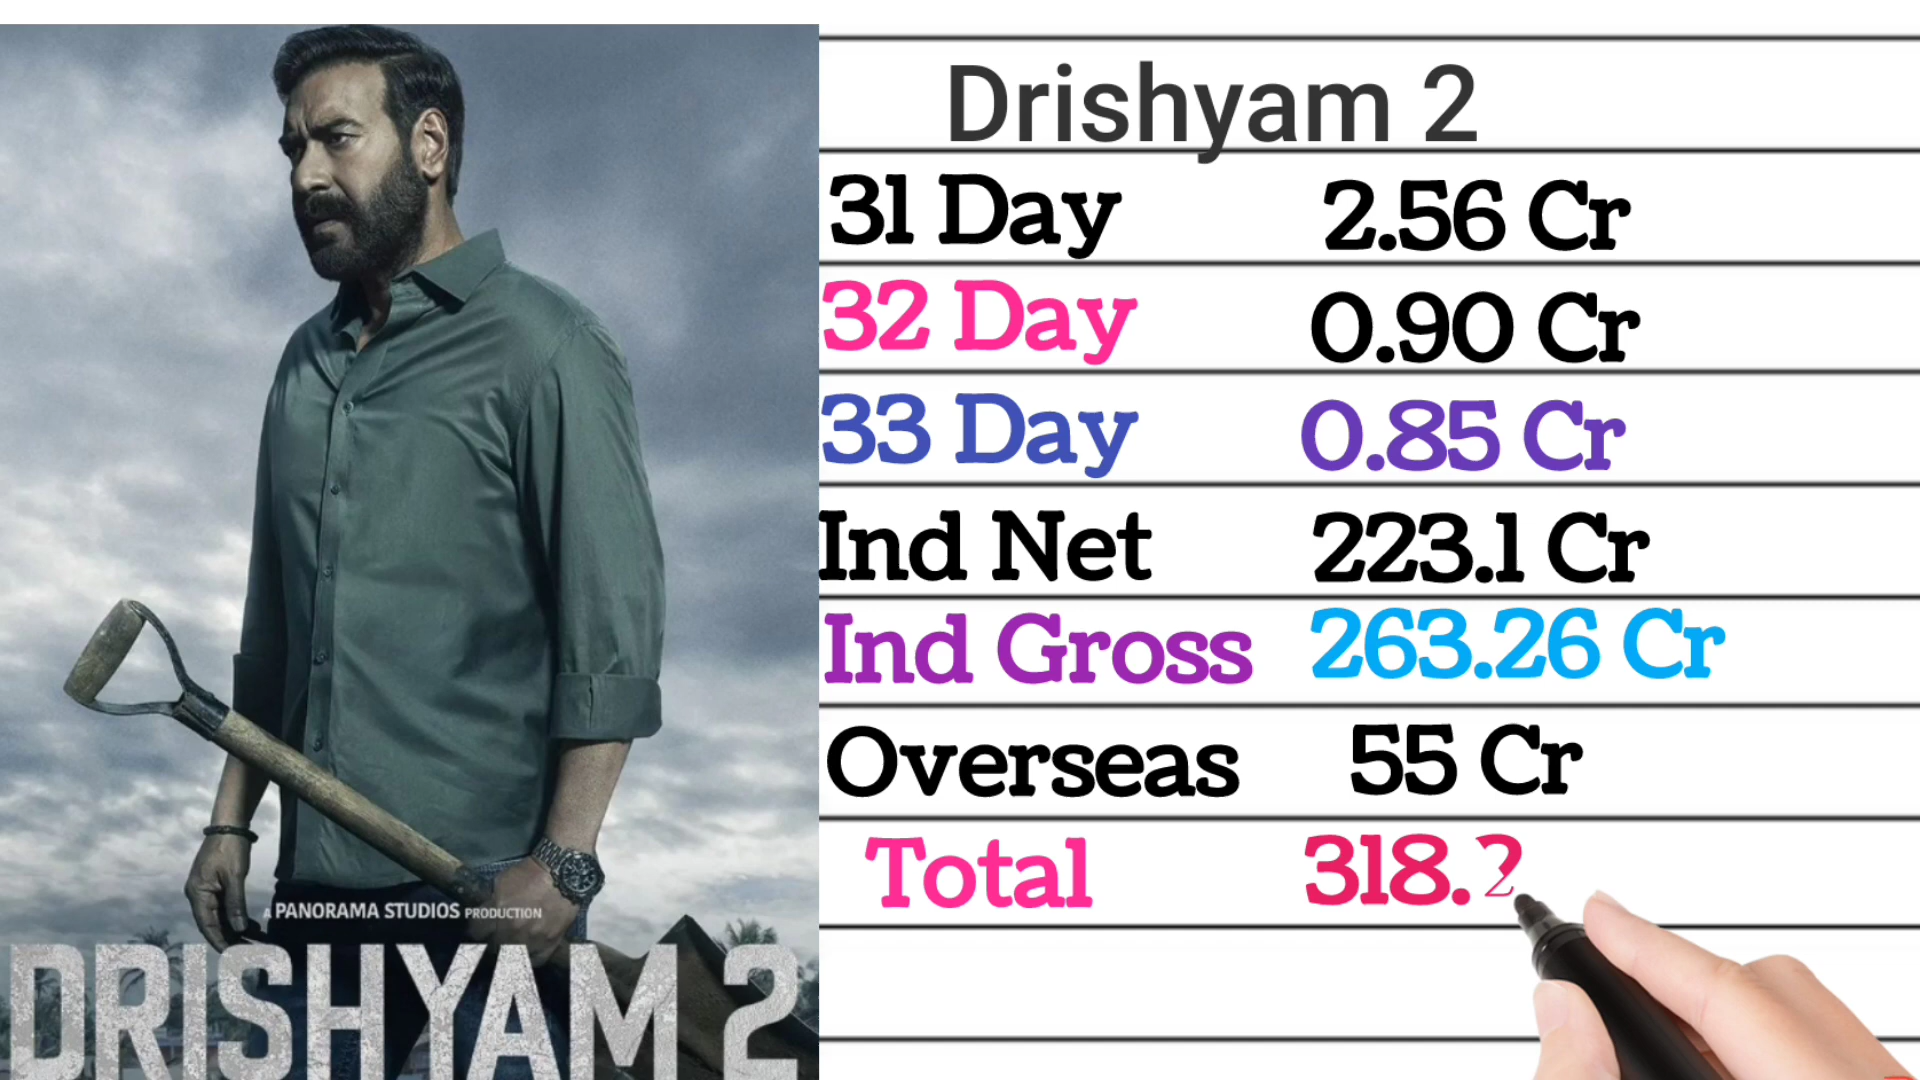 Drishyam 2
31 Day 2.56 Cr
32 Day 0.90 Cr
33 Day 0.85 Cr
Ind Net 223.1 Cr
Ind Gross 263.26 Cr
Overseas 55 Cr
Total 318.2
A PANORAMA STUDIOS PRODUCTION
DRISHYAM 2